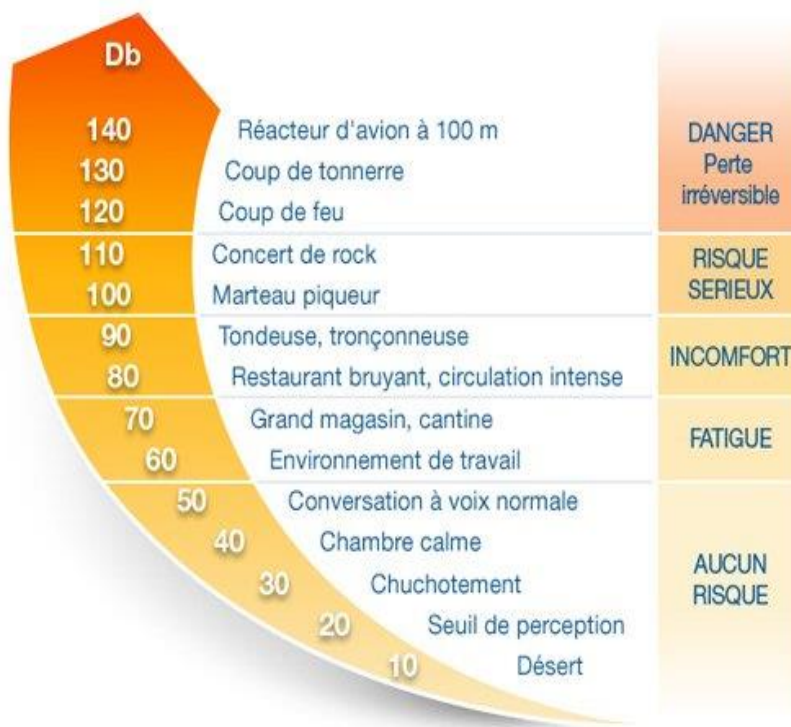 Db
140 Réacteur d'avion à 100 m
130 Coup de tonnerre
120 Coup de feu
DANGER
Perte
irréversible
110 Concert de rock
100 Marteau piqueur
RISQUE
SERIEUX
90 Tondeuse, tronçonneuse
80 Restaurant bruyant, circulation intense
INCOMFORT
70 Grand magasin, cantine
60 Environnement de travail
FATIGUE
50 Conversation à voix normale
40 Chambre calme
30 Chuchotement
20 Seuil de perception
10 Désert
AUCUN
RISQUE